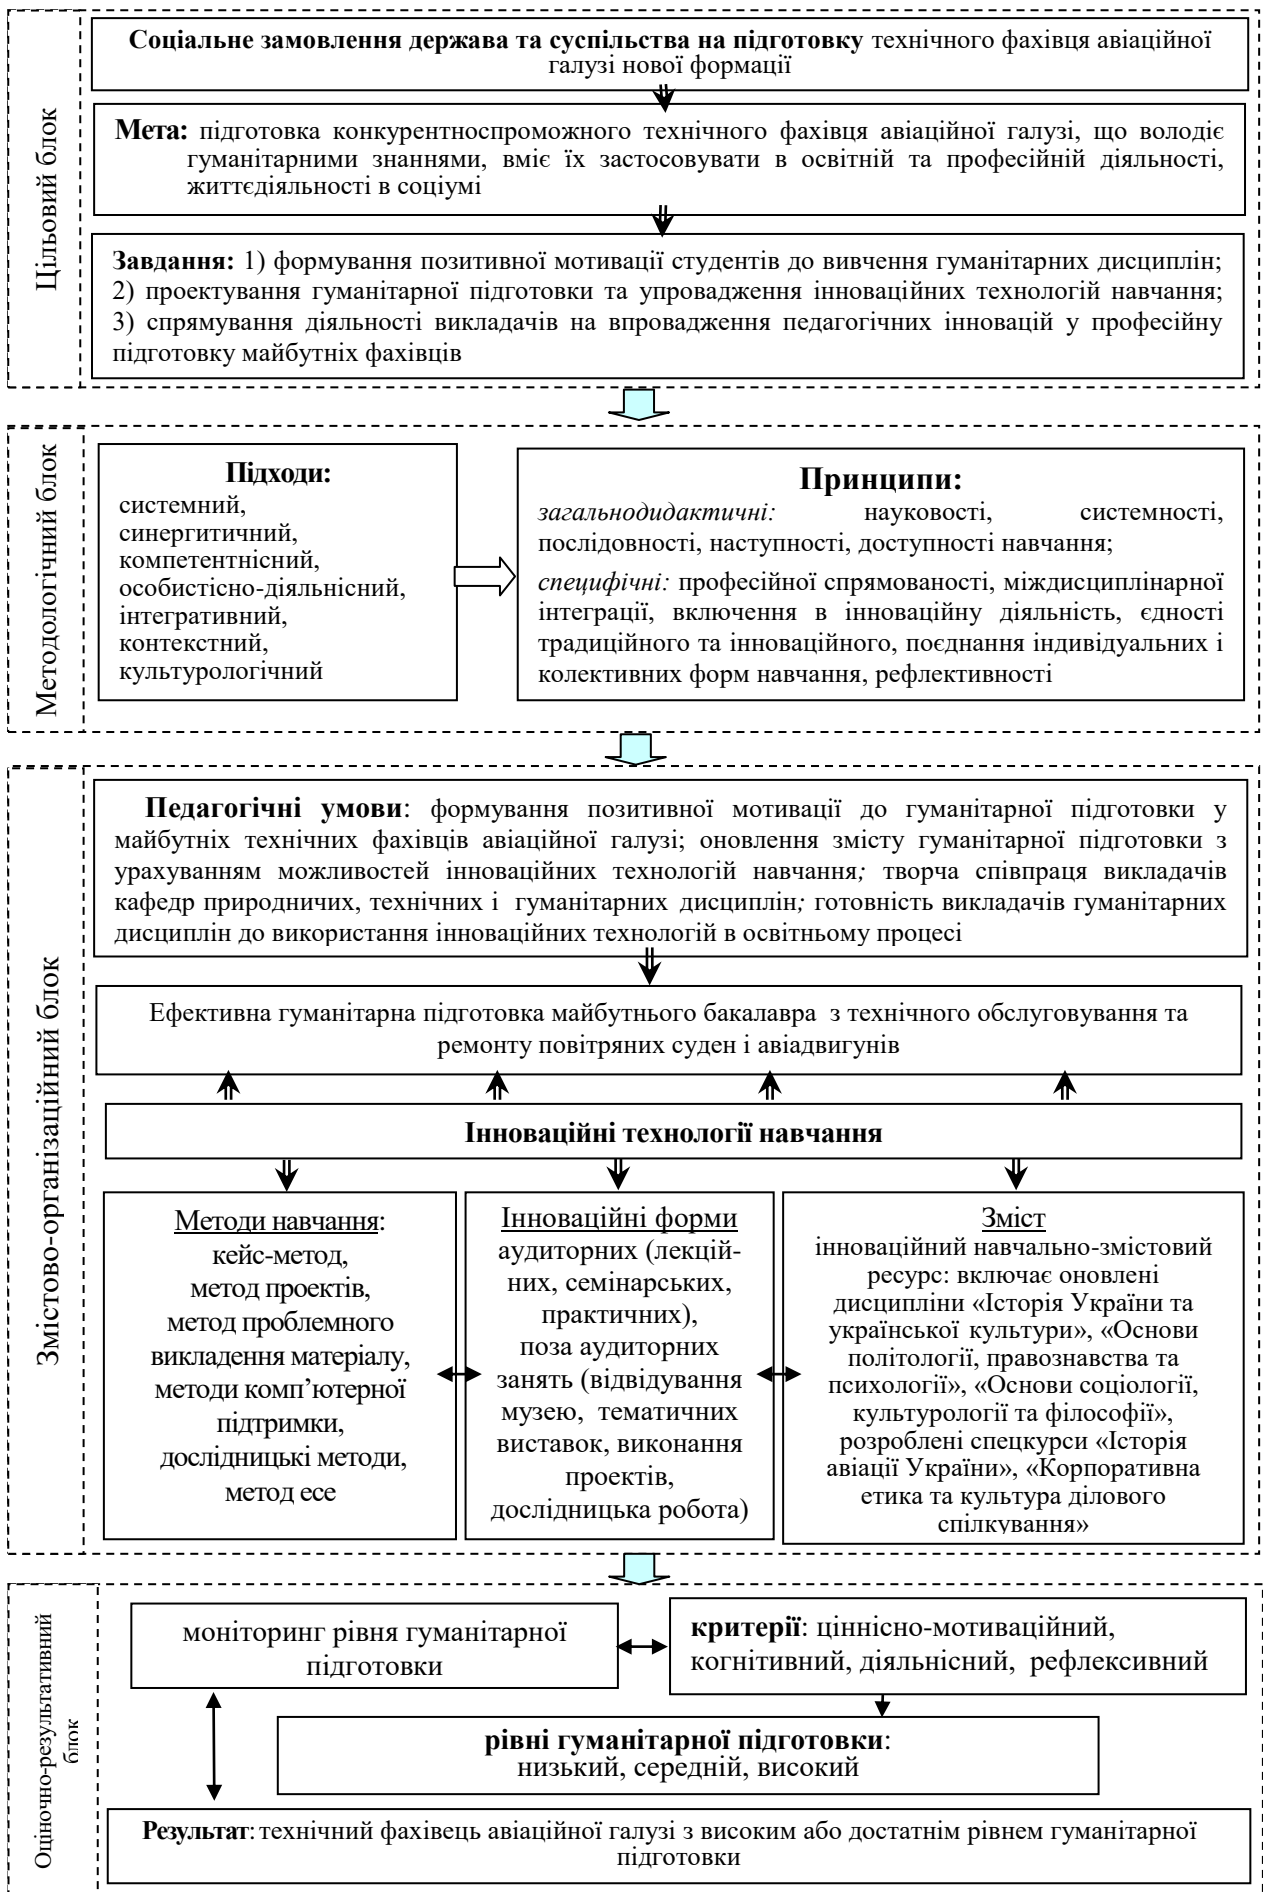 Цільовий блок
Соціальне замовлення держава та суспільства на підготовку технічного фахівця авіаційної
галузі нової формації
Мета: підготовка конкурентноспроможного технічного фахівця авіаційної галузі, що володіє
гуманітарними знаннями, вміє їх застосовувати в освітній та професійній діяльності,
життєдіяльності в соціумі
Завдання: 1) формування позитивної мотивації студентів до вивчення гуманітарних дисциплін;
2) проектування гуманітарної підготовки та упровадження інноваційних технологій навчання;
3) спрямування діяльності викладачів на впровадження педагогічних інновацій у професійну
підготовку майбутніх фахівців
Методологічний блок
Підходи:
системний,
синергитичний,
компетентнісний,
особистісно-діяльнісний,
інтегративний,
контекстний,
культурологічний
Принципи:
загальнодидактичні: науковості, системності,
послідовності, наступності, доступності навчання;
специфічні: професійної спрямованості, міждисциплінарної
інтеграції, включення в інноваційну діяльність, єдності
традиційного та інноваційного, поєднання індивідуальних і
колективних форм навчання, рефлективності
Змістово-організаційний блок
Педагогічні умови: формування позитивної мотивації до гуманітарної підготовки у
майбутніх технічних фахівців авіаційної галузі; оновлення змісту гуманітарної підготовки з
урахуванням можливостей інноваційних технологій навчання; творча співпраця викладачів
кафедр природничих, технічних і гуманітарних дисциплін; готовність викладачів гуманітарних
дисциплін до використання інноваційних технологій в освітньому процесі
Ефективна гуманітарна підготовка майбутнього бакалавра з технічного обслуговування та
ремонту повітряних суден і авіадвигунів
Інноваційні технології навчання
Методи навчання:
кейс-метод,
метод проектів,
метод проблемного
викладення матеріалу,
методи комп’ютерної
підтримки,
дослідницькі методи,
метод есе
Інноваційні форми
аудиторних (лекцій-
них, семінарських,
практичних),
поза аудиторних
занять (відвідування
музею, тематичних
виставок, виконання
проектів,
дослідницька робота)
Зміст
інноваційний навчально-змістовий
ресурс: включає оновлені
дисципліни «Історія України та
української культури», «Основи
політології, правознавства та
психології», «Основи соціології,
культурології та філософії»,
розроблені спецкурси «Історія
авіації України», «Корпоративна
етика та культура ділового
спілкування»
Оціночно-результативний
блок
моніторинг рівня гуманітарної
підготовки
критерії: ціннісно-мотиваційний,
когнітивний, діяльнісний, рефлексивний
рівні гуманітарної підготовки:
низький, середній, високий
Результат: технічний фахівець авіаційної галузі з високим або достатнім рівнем гуманітарної
підготовки